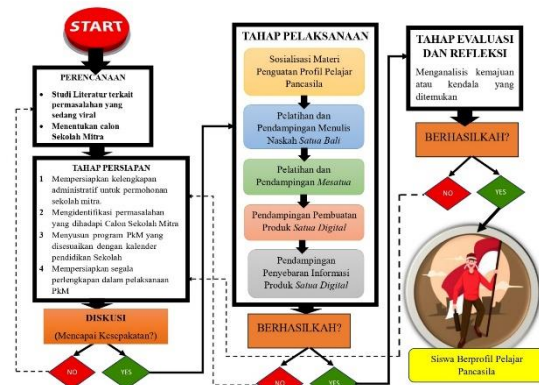 START
PERENCANAAN
• Studi Literatur terkait
permasalahan yang
sedang viral
• Menentukan calon
Sekolah Mitra
TAHAP PERSIAPAN
1 Mempersiapkan kelengkapan
administratif untuk permohonan
sekolah mitra.
2 Mengidentifikasi permasalahan
yang dihadapi Calon Sekolah Mitra
3 Menyusun program PkM yang
disesuaikan dengan kalender
pendidikan Sekolah
4 Mempersiapkan segala
perlengkapan dalam pelaksanaan
PkM
DISKUSI
(Mencapai Kesepakatan?)
NO
YES
TAHAP PELAKSANAAN
Sosialisasi Materi
Penguatan Profil Pelajar
Pancasila
Pelatihan dan
Pendampingan Menulis
Naskah Satua Bali
Pelatihan dan
Pendampingan Mesatua
Pendampingan Pembuatan
Produk Satua Digital
Pendampingan
Penyebaran Informasi
Produk Satua Digital
BERHASILKAH?
NO
YES
TAHAP EVALUASI
DAN REFLEKSI
Menganalisis kemajuan
atau kendala yang
ditemukan
BERHASILKAH?
NO
YES
Siswa Berprofil Pelajar
Pancasila